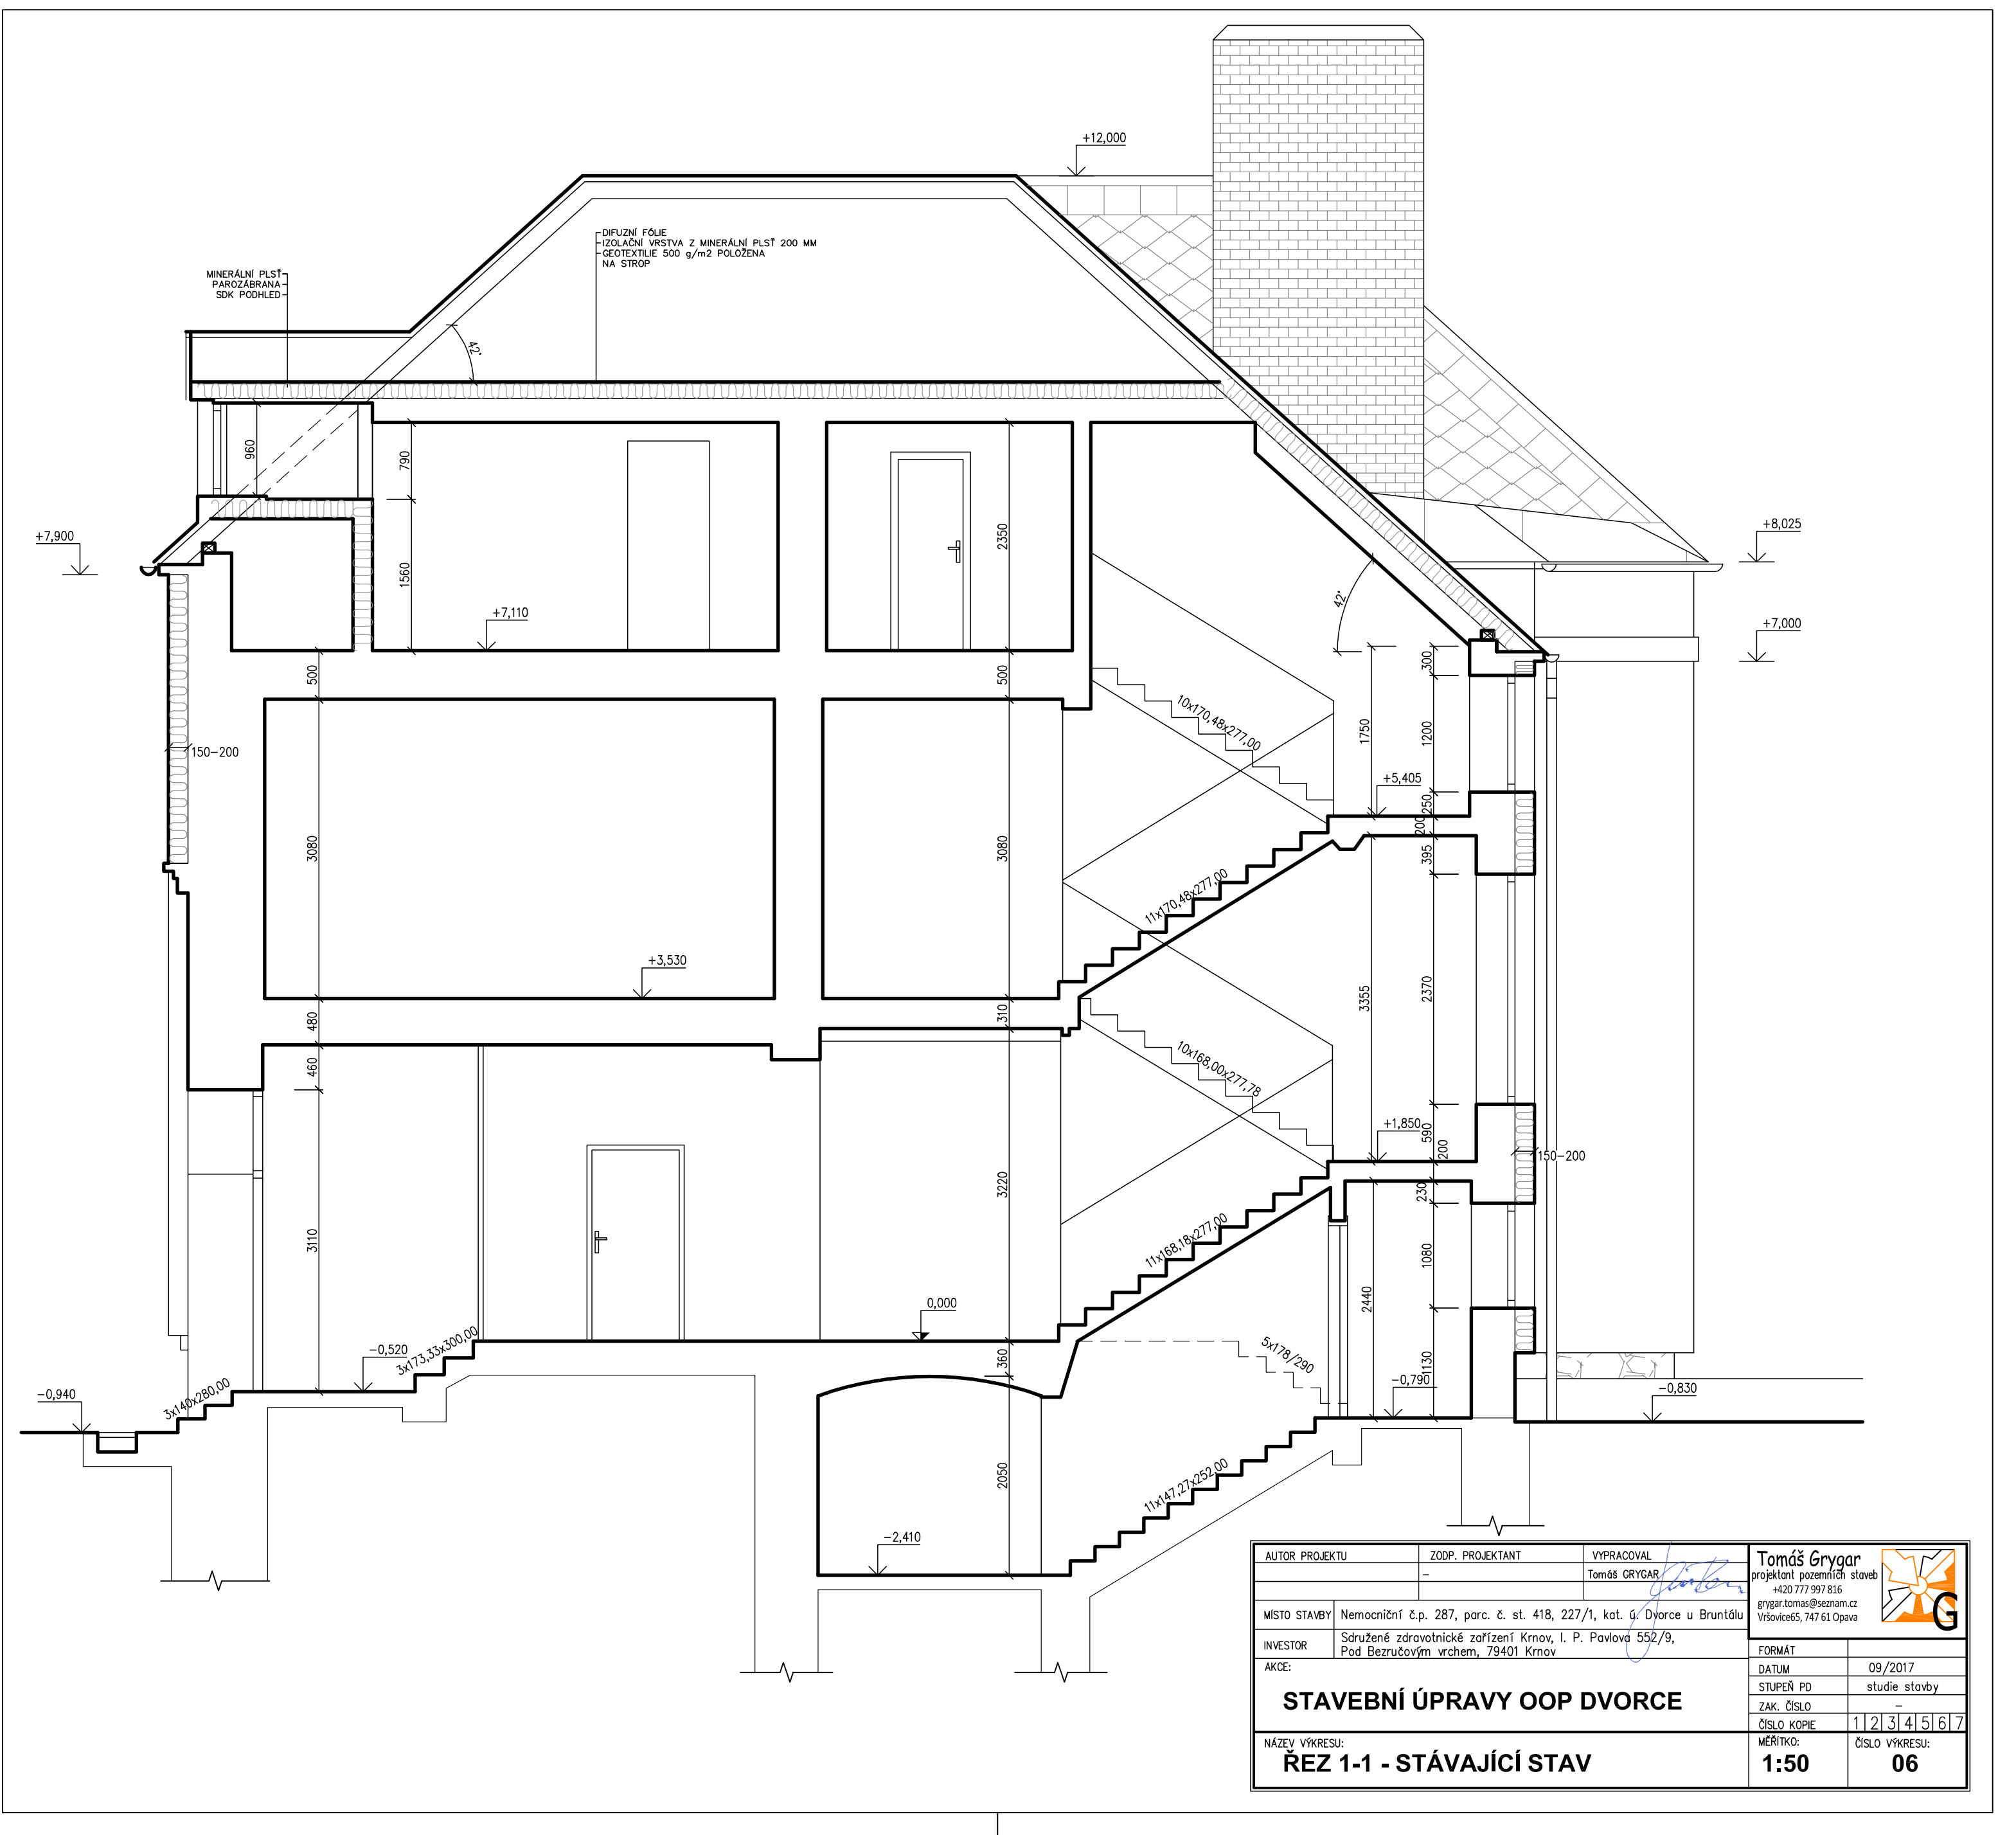 +12,000
DIFUZNÍ FÓLIE
IZOLAČNÍ VRSTVA Z MINERÁLNÍ PLSŤ 200 MM
GEOTEXTILIE 500 g/m2 POLOŽENA
NA STROP
MINERÁLNÍ PLSŤ
PAROZÁBRANA
SDK PODHLED
42°
960
790
2350
+7,900
+8,025
1560
42°
+7,110
+7,000
500
500
300
10x170,48x277,00
1750
1200
150-200
+5,405
250
200
3080
3080
395
11x170,48x277,00
+3,530
3355
2370
480
310
460
10x168,00x277,78
+1,850
590
200
150-200
3220
230
3110
11x168,18x277,00
1080
2440
0,000
-0,520
3x173,33x300,00
360
5x178/290
1130
-0,790
-0,830
-0,940
3x140x280,00
2050
11x147,27x252,00
-2,410
AUTOR PROJEKTU
ZODP. PROJEKTANT
VYPRACOVAL
-
Tomáš GRYGAR
Tomáš Grygar
projektant pozemních staveb
+420 777 997 816
grygar.tomas@seznam.cz
Vršovice65, 747 61 Opava
G
MÍSTO STAVBY
Nemocniční č.p. 287, parc. č. st. 418, 227/1, kat. ú. Dvorce u Bruntálu
INVESTOR
Sdružené zdravotnické zařízení Krnov, I. P. Pavlova 552/9,
Pod Bezručovým vrchem, 79401 Krnov
AKCE:
STAVEBNÍ ÚPRAVY OOP DVORCE
FORMÁT
DATUM
09/2017
STUPEŇ PD
studie stavby
ZAK. ČÍSLO
-
ČÍSLO KOPIE
1 2 3 4 5 6 7
NÁZEV VÝKRESU:
ŘEZ 1-1 - STÁVAJÍCÍ STAV
MĚŘÍTKO:
1:50
ČÍSLO VÝKRESU:
06